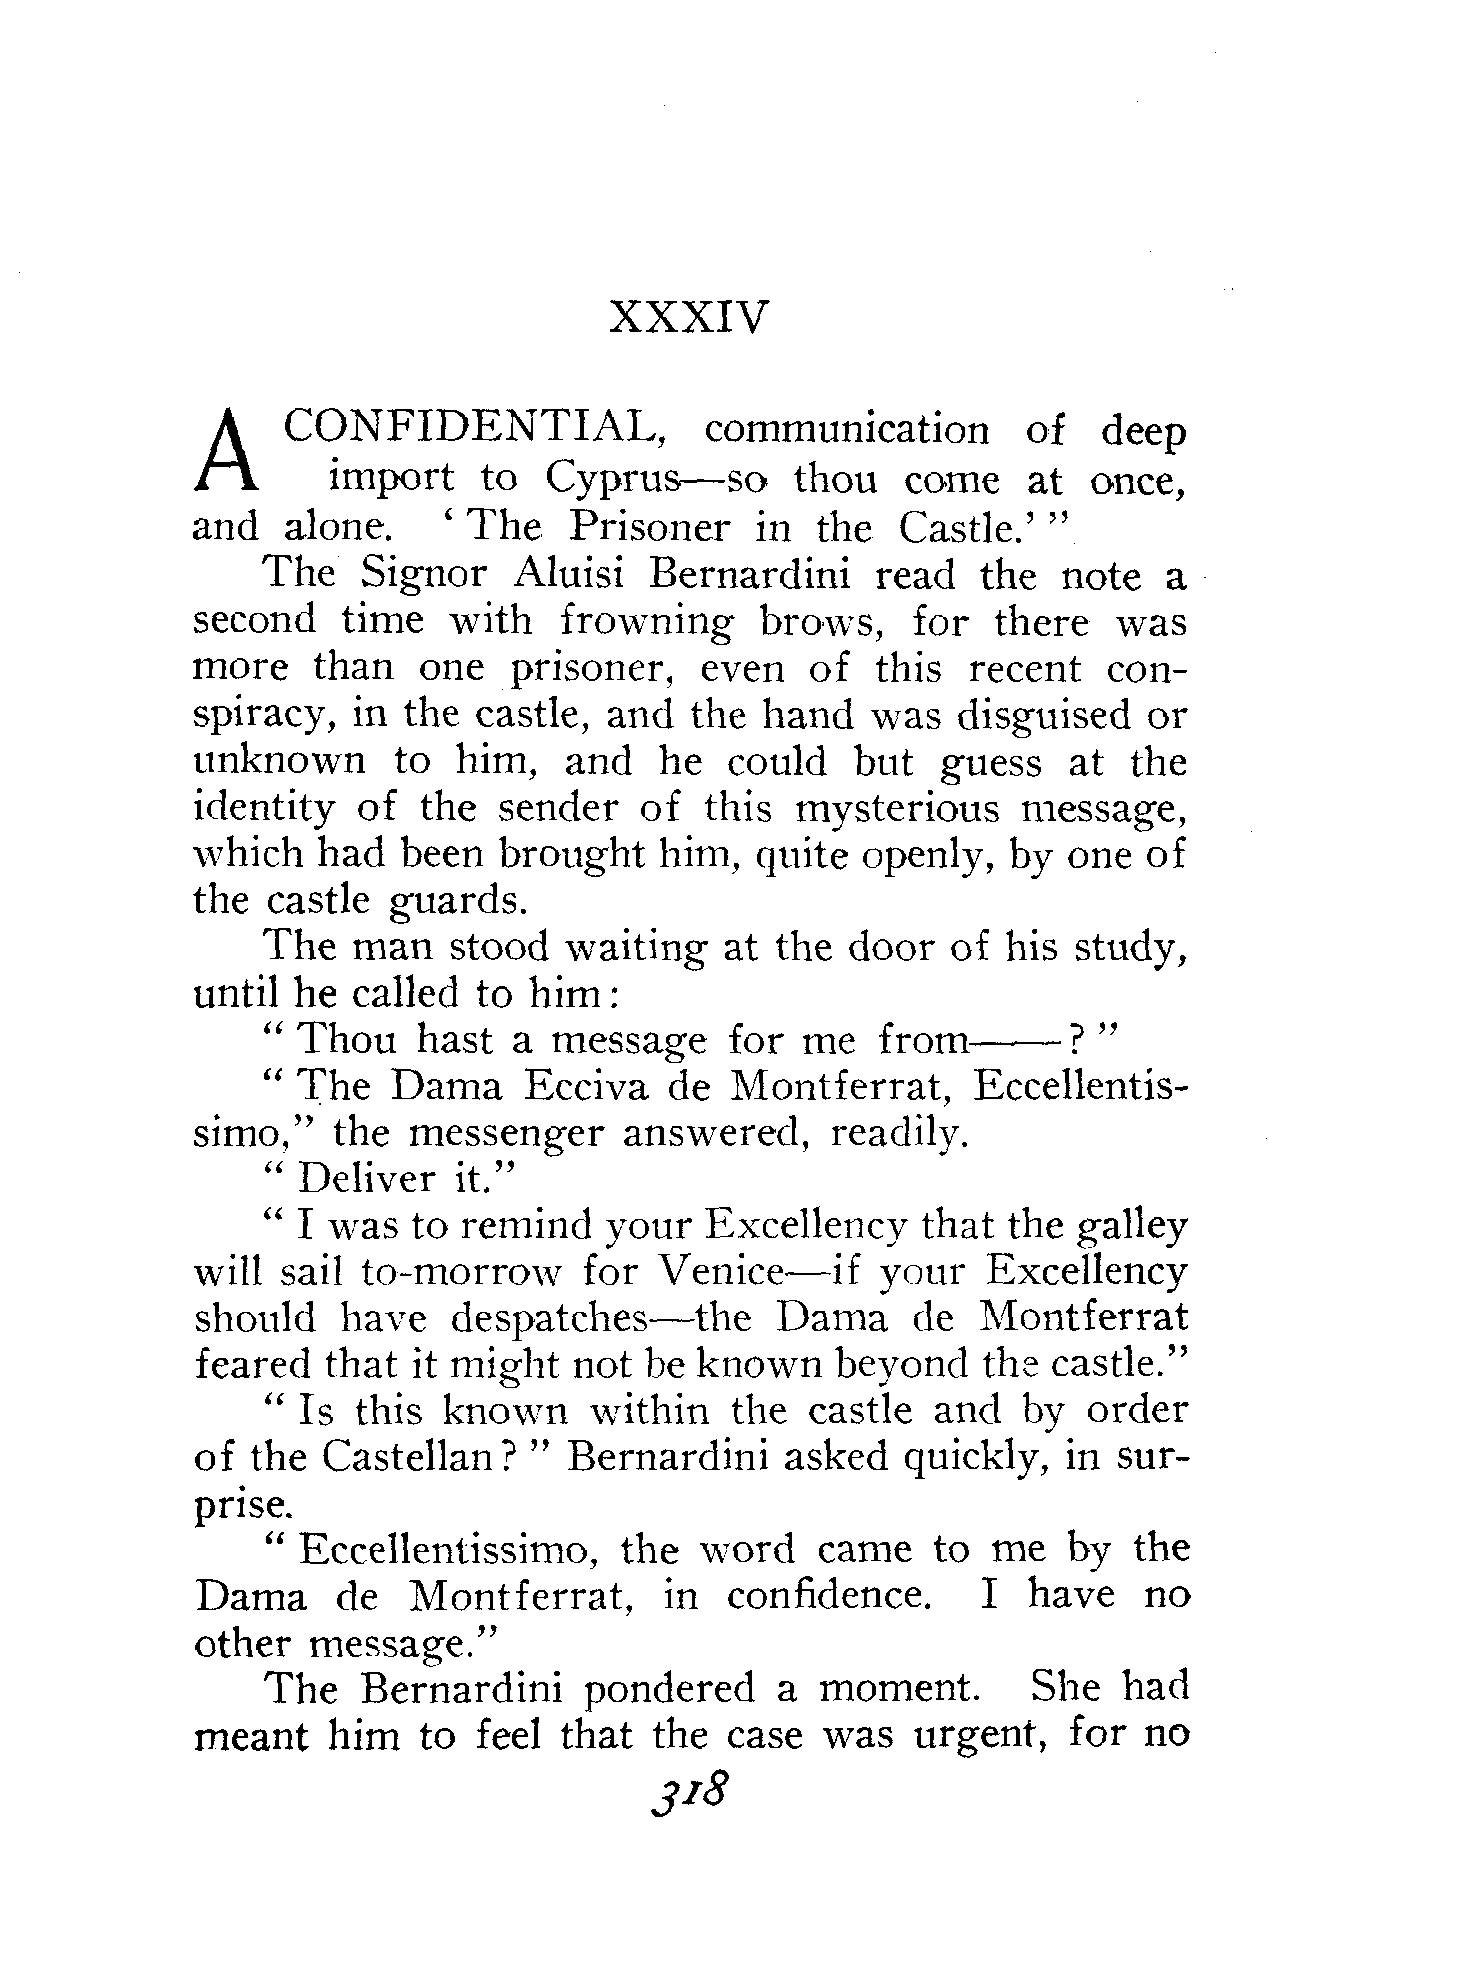 XXXIV
A CONFIDENTIAL, communication of deep
import to Cyprus—so thou come at once,
and alone. ‘ The Prisoner in the Castle.’ ”
The Signor Aluisi Bernardini read the note a
second time with frowning brows, for there was
more than one prisoner, even of this recent con-
spiracy, in the castle, and the hand was disguised or
unknown to him, and he could but guess at the
identity of the sender of this mysterious message,
which had been brought him, quite openly, by one of
the castle guards.
The man stood waiting at the door of his study,
until he called to him:
“ Thou hast a message for me from——? ”
“ The Dama Ecciva de Montferrat, Eccellentis-
simo,” the messenger answered, readily.
“ Deliver it.”
“ I was to remind your Excellency that the galley
will sail to-morrow for Venice—if your Excellency
should have despatches—the Dama de Montferrat
feared that it might not be known beyond the castle.”
“ Is this known within the castle and by order
of the Castellan? ” Bernardini asked quickly, in sur-
prise.
“ Eccellentissimo, the word came to me by the
Dama de Montferrat, in confidence. I have no
other message.”
The Bernardini pondered a moment. She had
meant him to feel that the case was urgent, for no
318